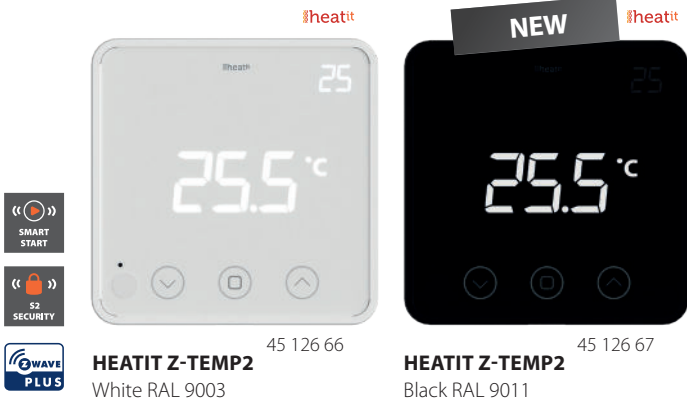 heatit
heatit
NEW
heatit
25
25.5 °C
heatit
25
25.5 °C
SMART
START
S2
SECURITY
Z WAVE
PLUS
45 126 66
HEATIT Z-TEMP2
White RAL 9003
45 126 67
HEATIT Z-TEMP2
Black RAL 9011